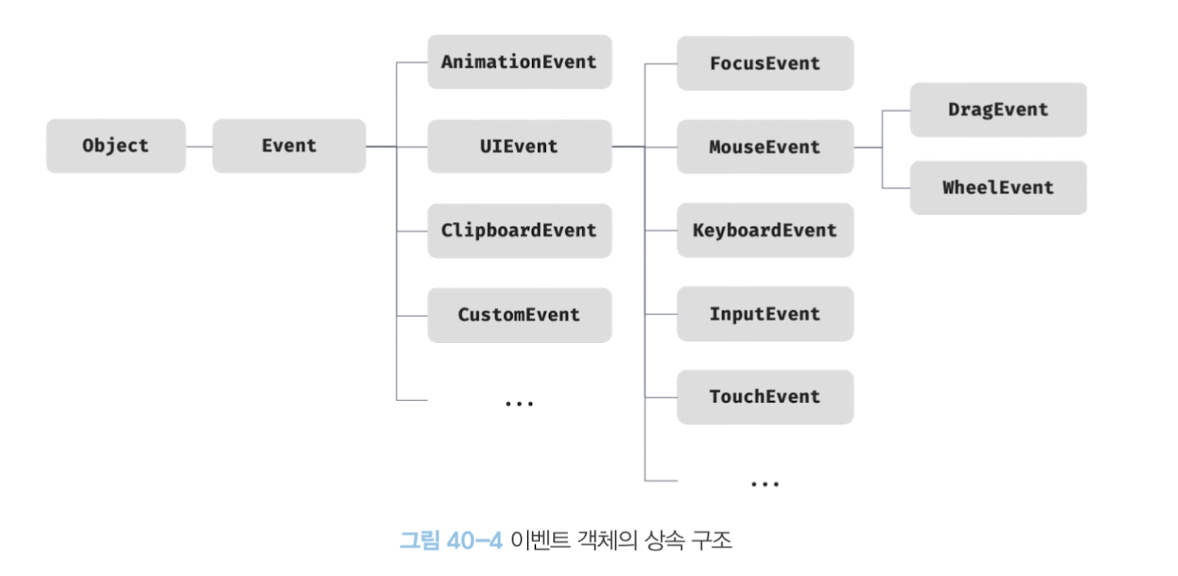 Object
Event
AnimationEvent
UIEvent
ClipboardEvent
CustomEvent
...
FocusEvent
MouseEvent
KeyboardEvent
InputEvent
TouchEvent
...
DragEvent
WheelEvent
그림 40-4 이벤트 객체의 상속 구조